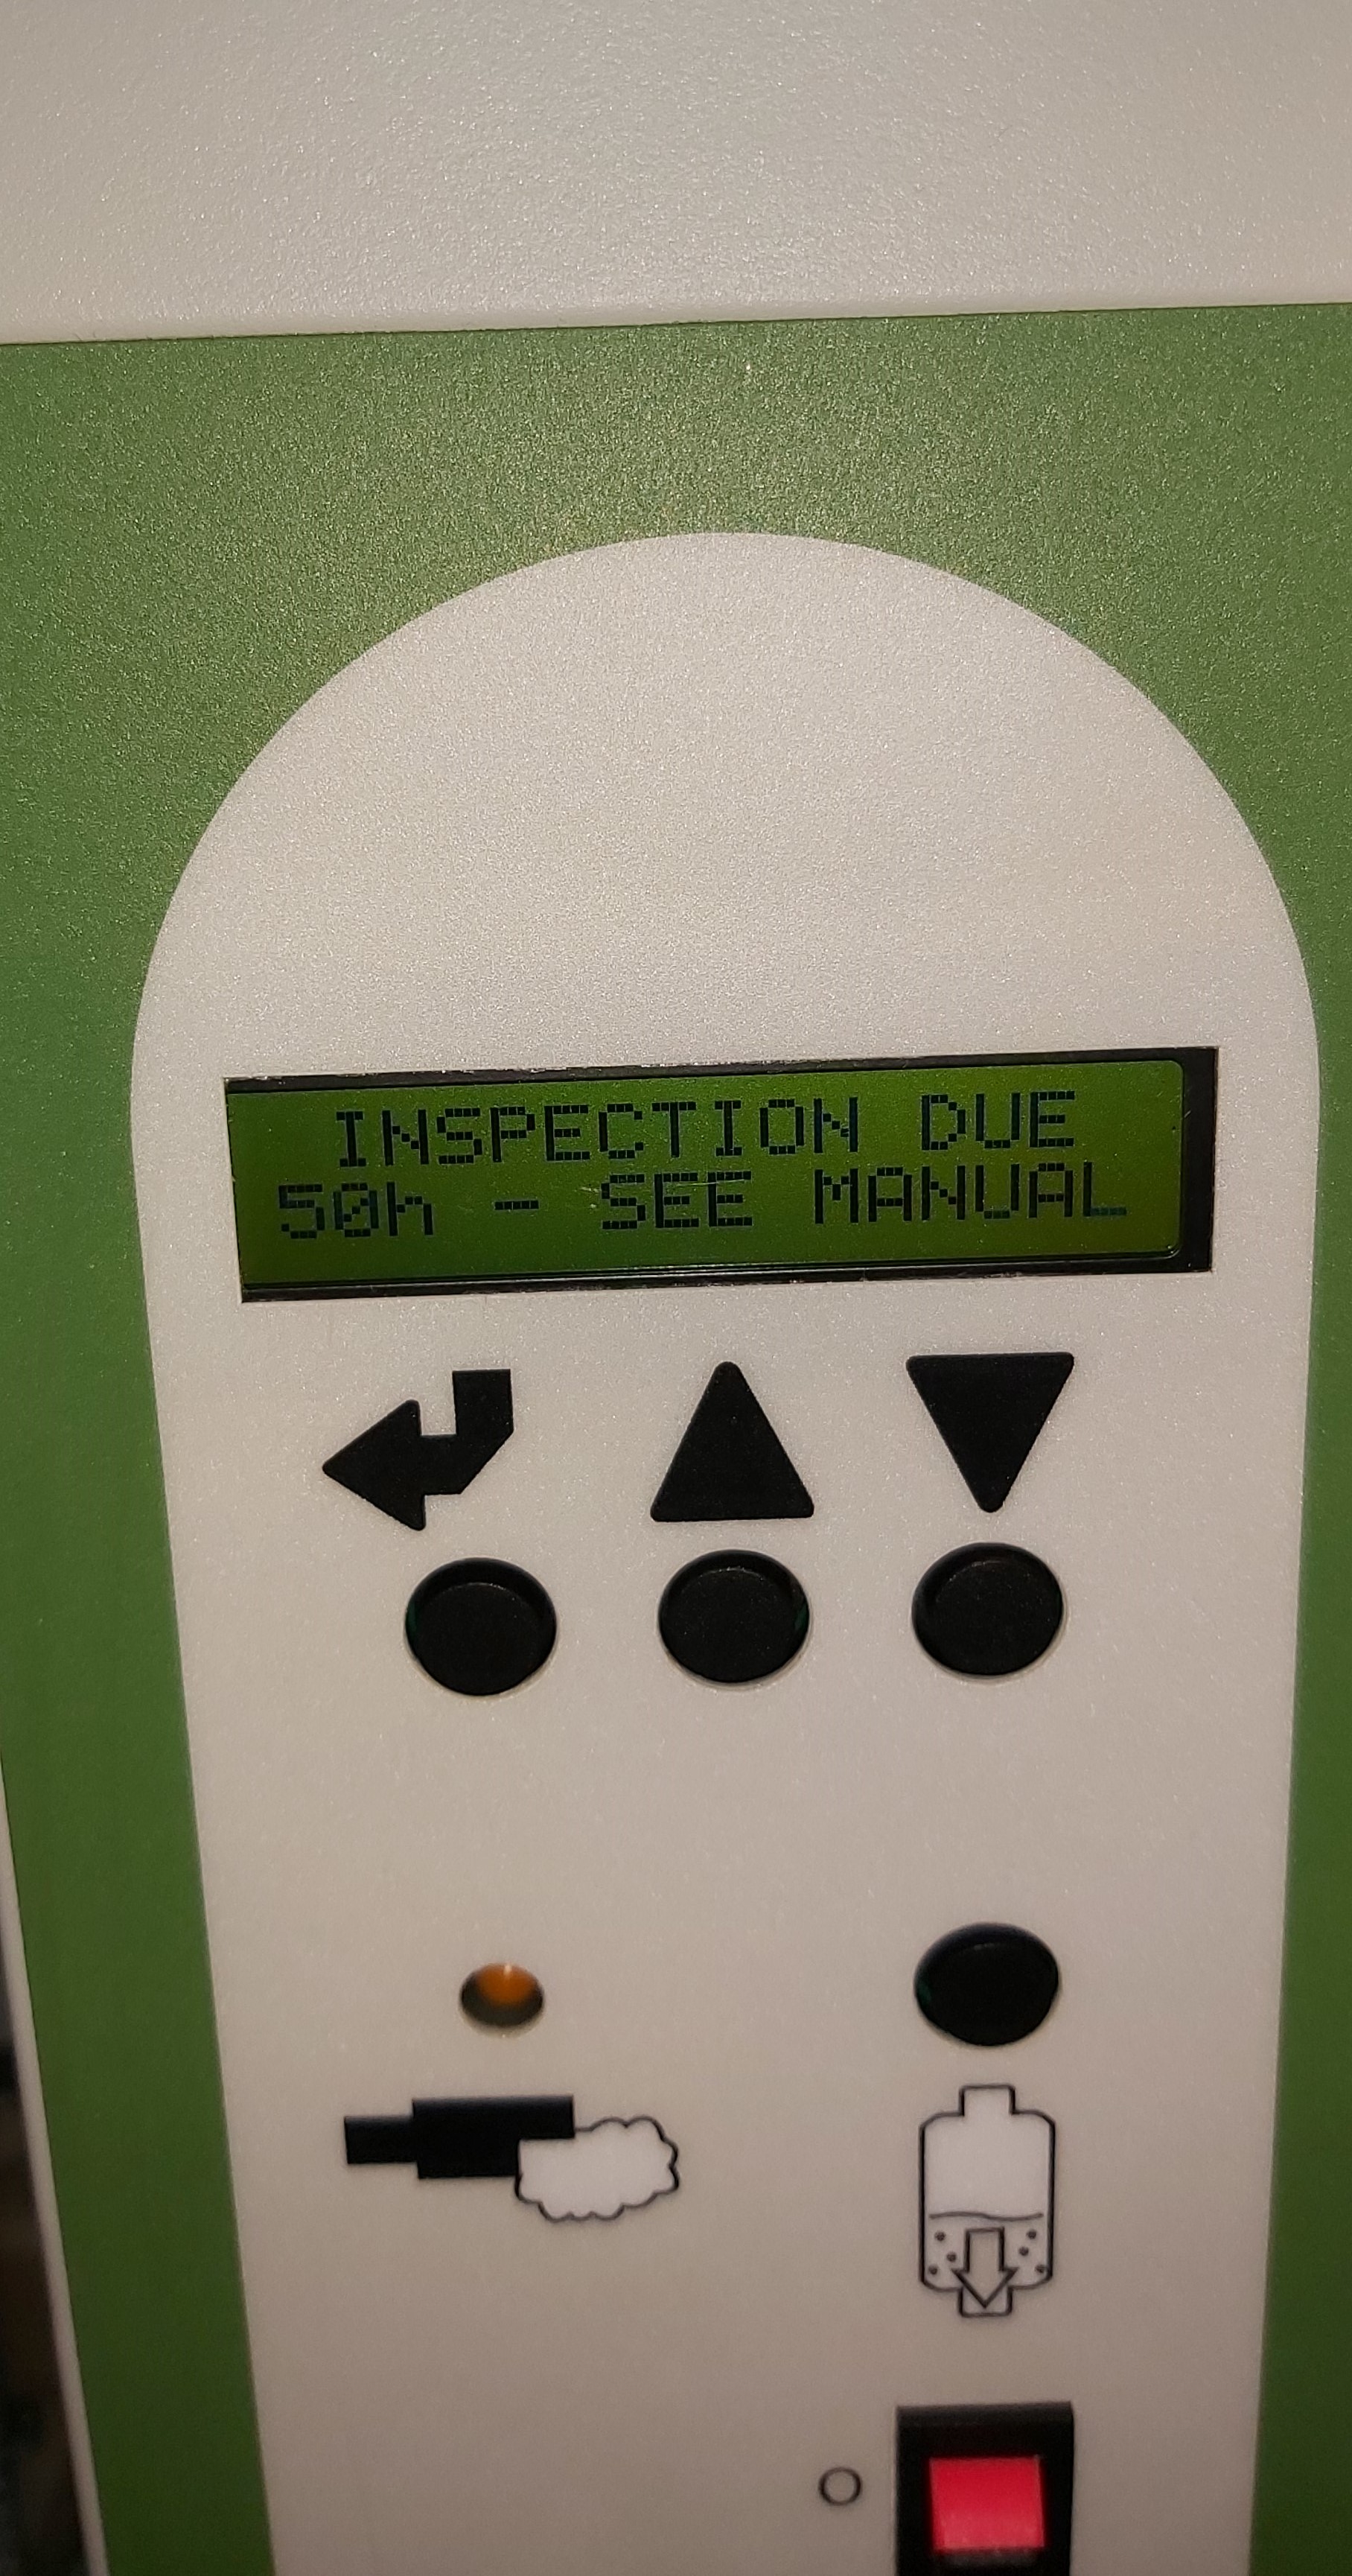 INSPECTION DUE
50h - SEE MANUAL